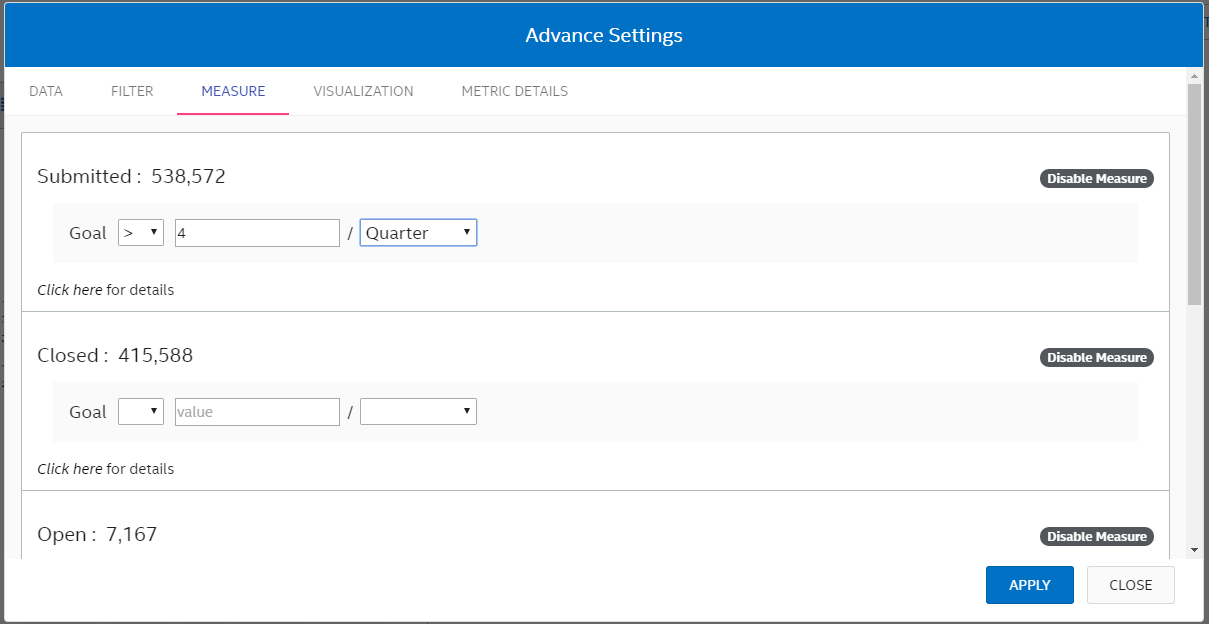 Advance Settings
DATA FILTER MEASURE VISUALIZATION METRIC DETAILS
Submitted : 538,572 Disable Measure
Goal > 4 / Quarter
Click here for details
Closed : 415,588 Disable Measure
Goal value /
Click here for details
Open : 7,167 Disable Measure
APPLY CLOSE